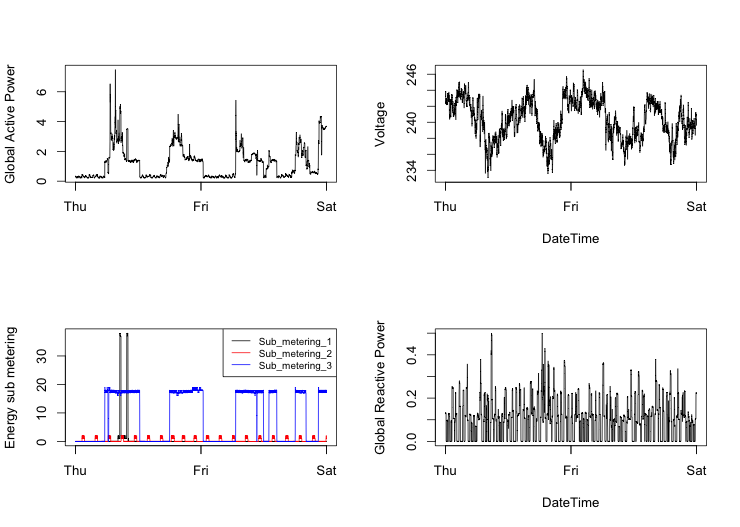 Global Active Power
6
4
2
0
Thu Fri Sat
Voltage
246
240
234
Thu Fri Sat
DateTime
Energy sub metering
30
20
10
0
Sub_metering_1
Sub_metering_2
Sub_metering_3
Thu Fri Sat
Global Reactive Power
0.4
0.2
0.0
Thu Fri Sat
DateTime